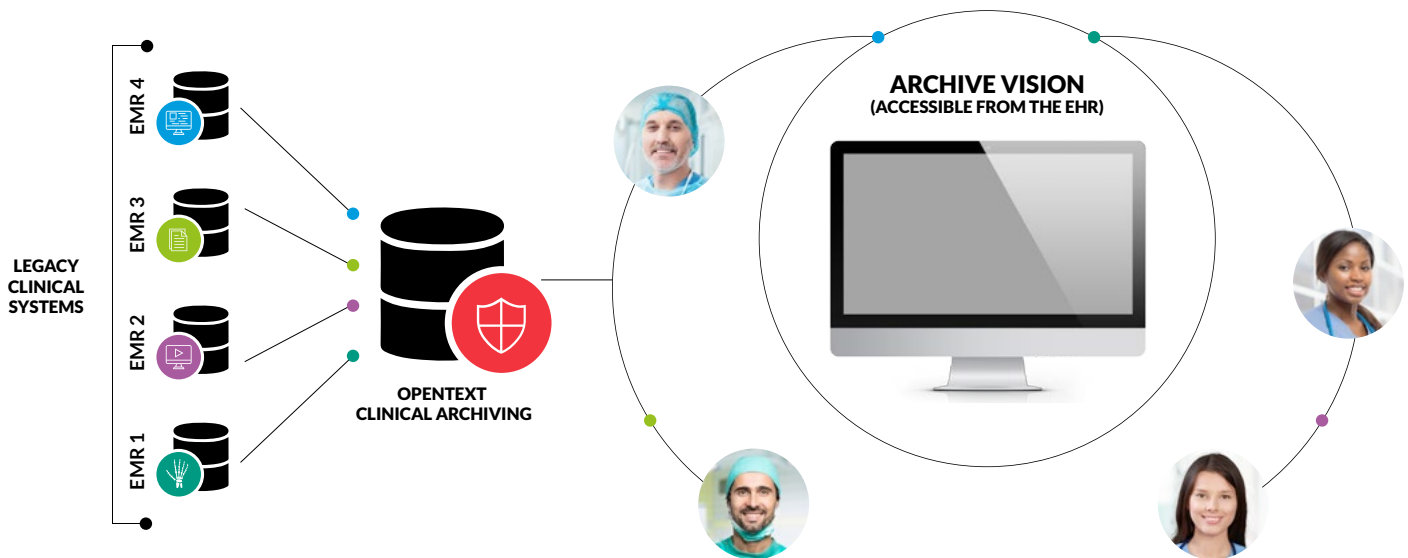 LEGACY
CLINICAL
SYSTEMS
EMR 4
EMR 3
EMR 2
EMR 1
OPENTEXT
CLINICAL ARCHIVING
ARCHIVE VISION
(ACCESSIBLE FROM THE EHR)